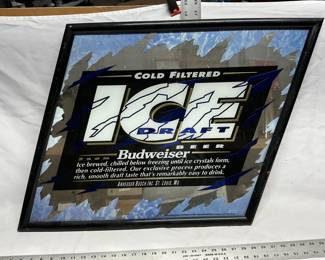 COLD FILTERED
ICE
DRAFT
BEER
Budweiser
Ice brewed, chilled below freezing until ice crystals form,
then cold-filtered. Our exclusive process produces a
rich, smooth draft taste that's remarkably easy to drink.
ANHEUSER-BUSCH INC. ST. LOUIS, MO.